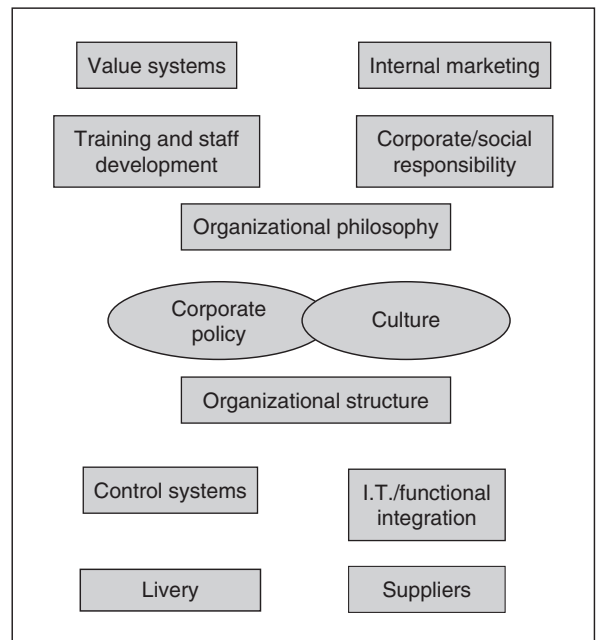 Value systems
Internal marketing
Training and staff
development
Corporate/social
responsibility
Organizational philosophy
Corporate
policy
Culture
Organizational structure
Control systems
I.T./functional
integration
Livery
Suppliers